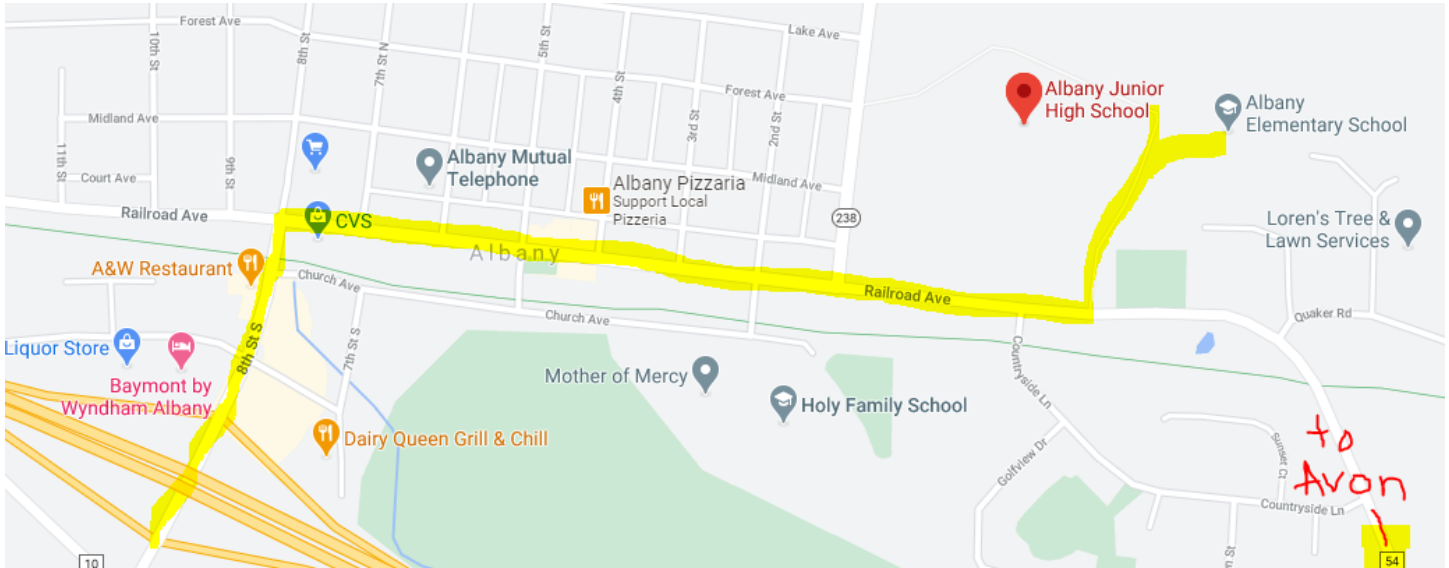 Forest Ave
10th St
9th St
8th St
7th St N
5th St
4th St
Lake Ave
Forest Ave
3rd St
2nd St
Midland Ave
11th St
Court Ave
9th St
Albany Mutual
Telephone
Albany Pizzaria
Support Local
Pizzeria
Midland Ave
238
Albany Junior
High School
Albany
Elementary School
Railroad Ave
CVS
Albany
Loren's Tree &
Lawn Services
A&W Restaurant
Church Ave
Railroad Ave
Quaker Rd
Church Ave
Liquor Store
8th St S
7th St S
Baymont by
Wyndham Albany
Mother of Mercy
Holy Family School
Countryside Ln
Dairy Queen Grill & Chill
Golfview Dr
Sunset Ct
to
Avon
Countryside Ln
n St
10
54